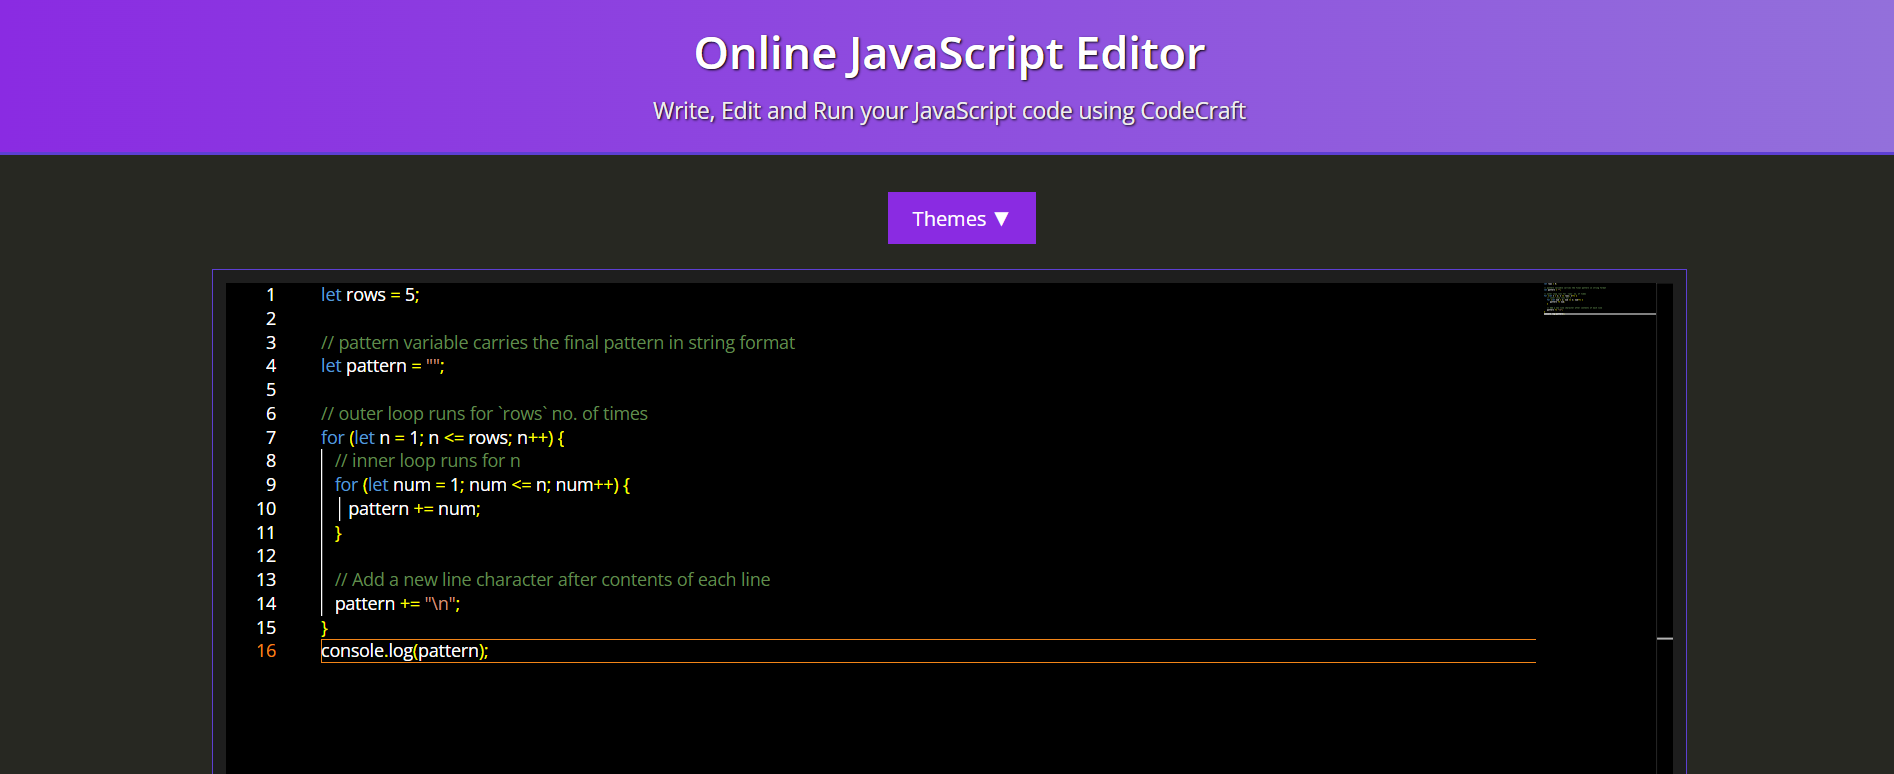 Online JavaScript Editor
Write, Edit and Run your JavaScript code using CodeCraft
Themes ▼
1 let rows = 5;
2
3 // pattern variable carries the final pattern in string format
4 let pattern = "";
5
6 // outer loop runs for `rows` no. of times
7 for (let n = 1; n <= rows; n++) {
8 // inner loop runs for n
9 for (let num = 1; num <= n; num++) {
10 pattern += num;
11 }
12
13 // Add a new line character after contents of each line
14 pattern += "\n";
15 }
16 console.log(pattern);